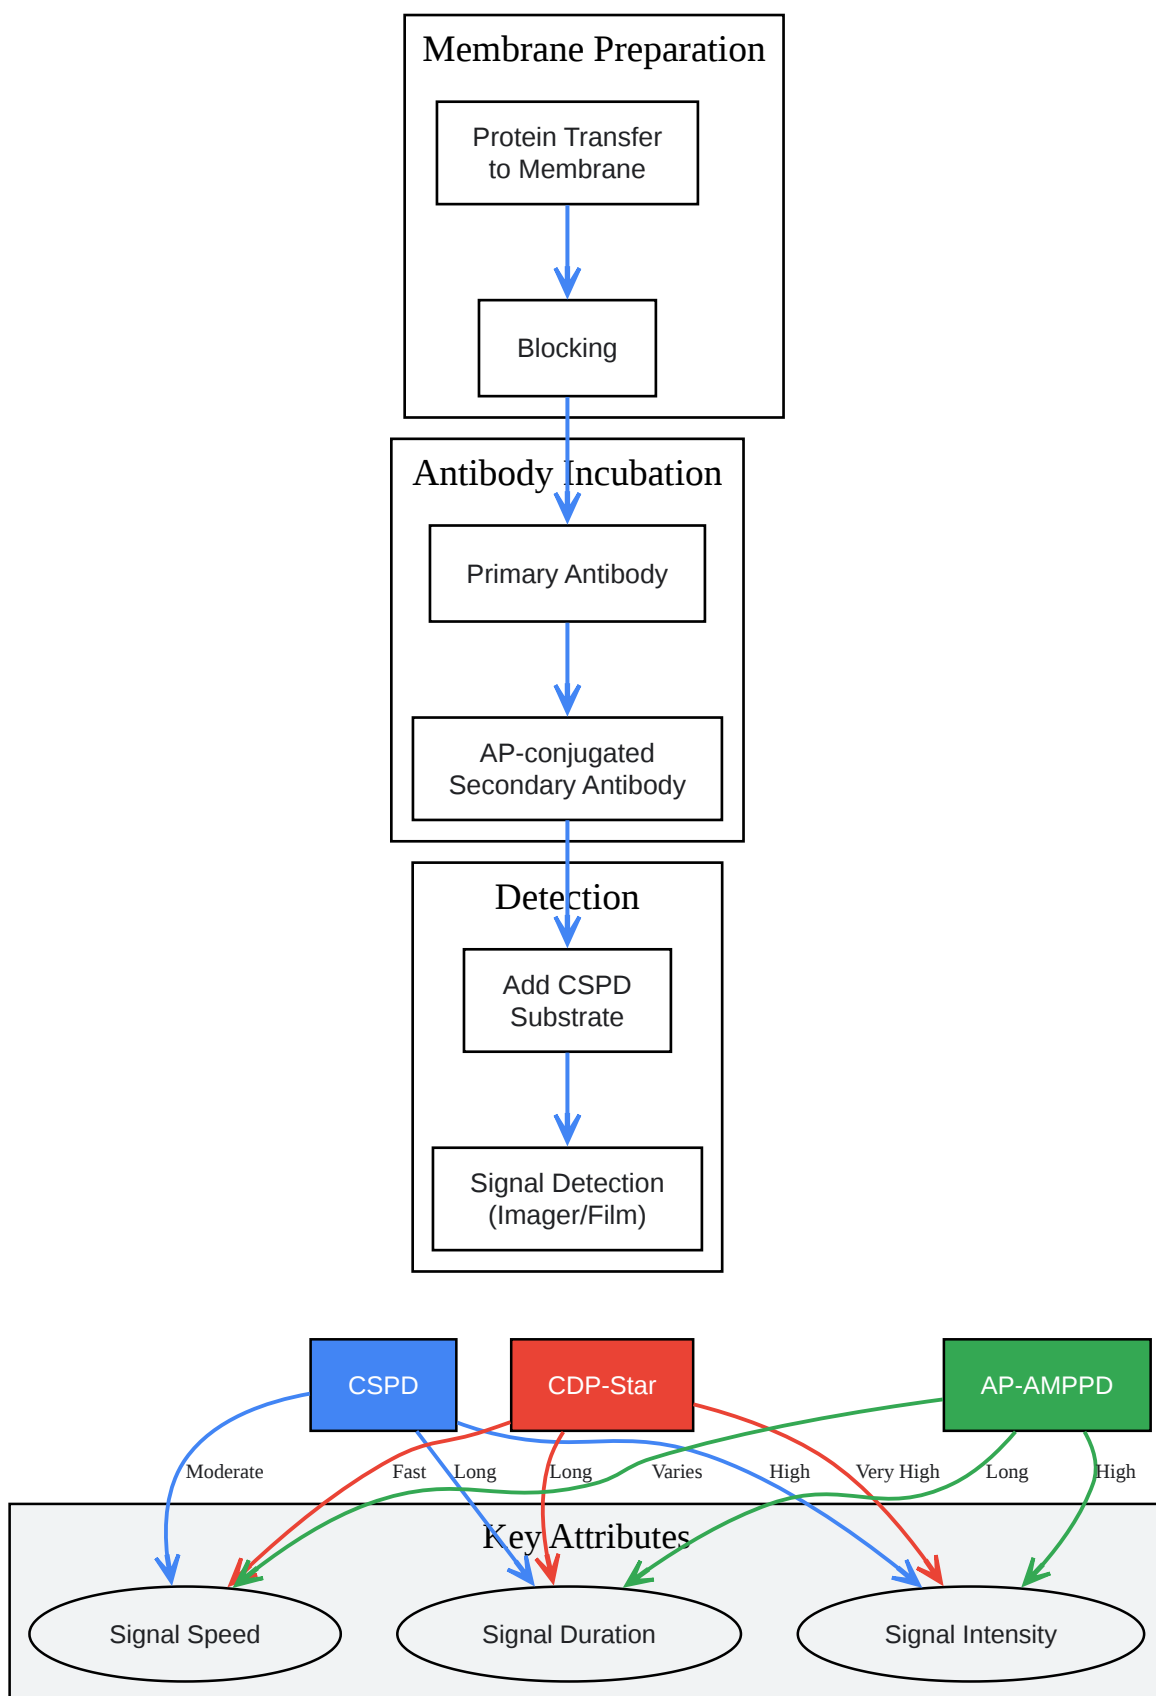 Membrane Preparation
Protein Transfer
to Membrane
Blocking
Antibody Incubation
Primary Antibody
AP-conjugated
Secondary Antibody
Detection
Add CSPD
Substrate
Signal Detection
(Imager/Film)
CSPD
CDP-Star
AP-AMPPD
Moderate
Fast
Long
Long
Varies
High
Very High
Long
High
Key Attributes
Signal Speed
Signal Duration
Signal Intensity